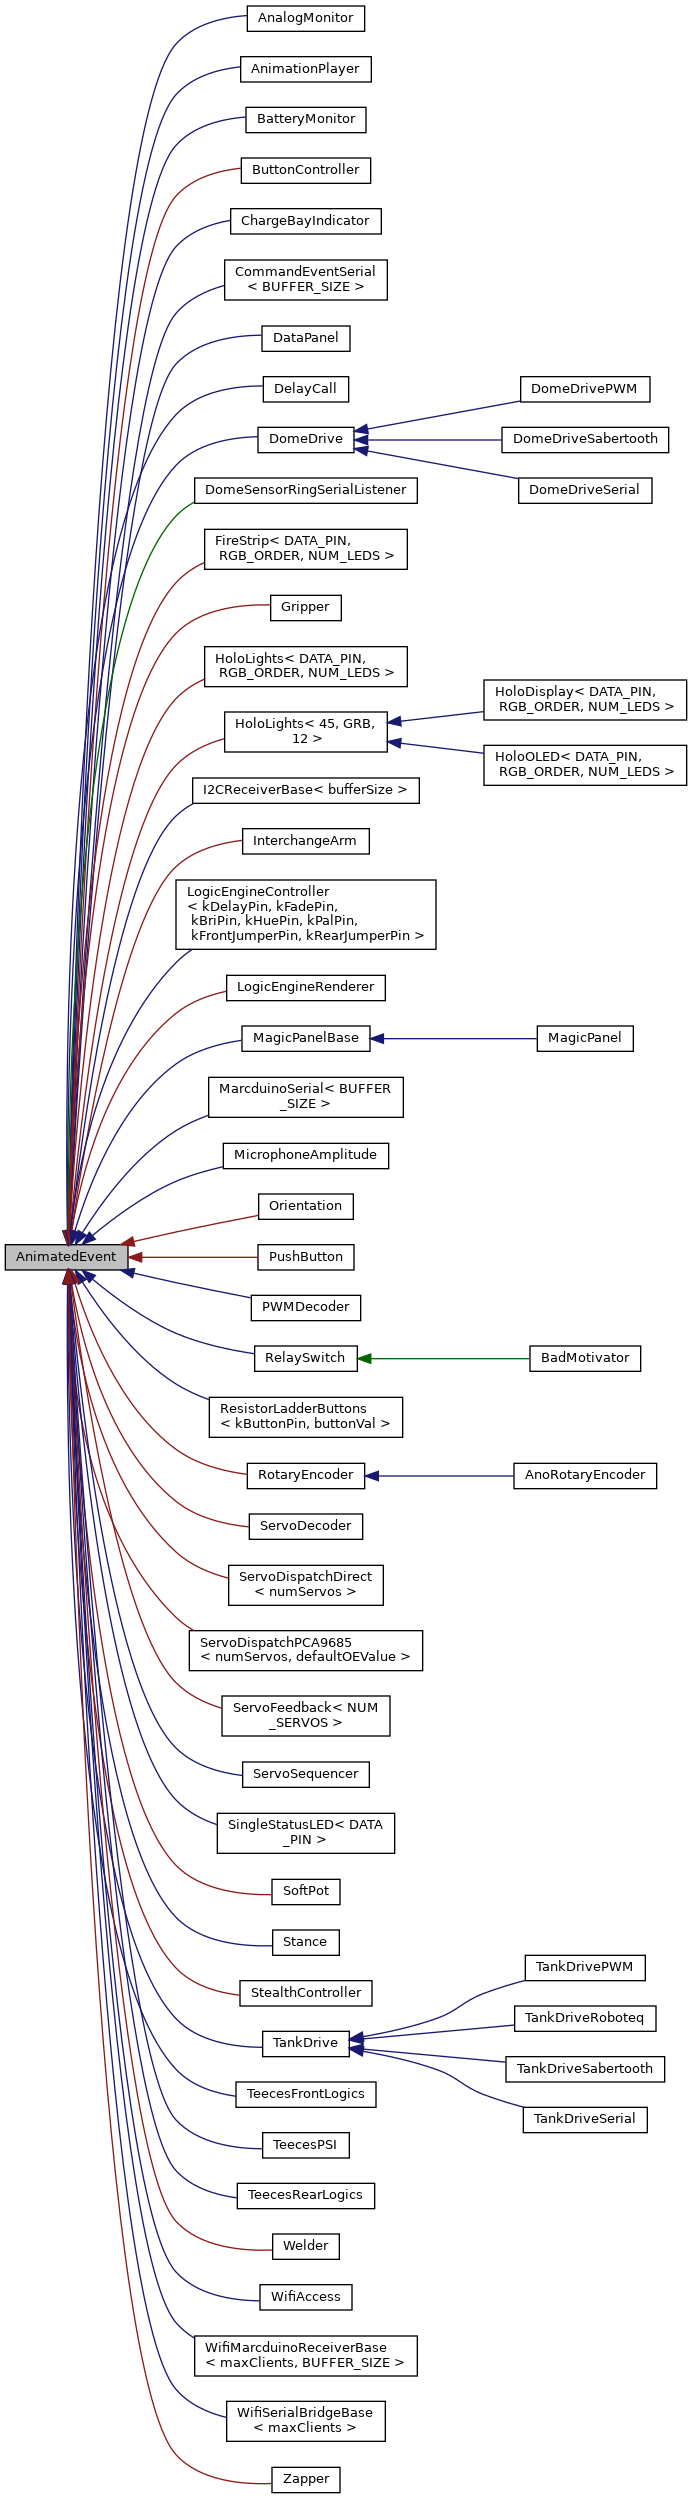 AnalogMonitor
AnimationPlayer
BatteryMonitor
ButtonController
ChargeBayIndicator
CommandEventSerial
< BUFFER_SIZE >
DataPanel
DelayCall
DomeDrivePWM
DomeDrive
DomeDriveSabertooth
DomeDriveSerial
DomeSensorRingSerialListener
FireStrip< DATA_PIN,
RGB_ORDER, NUM_LEDS >
Gripper
HoloLights< DATA_PIN,
RGB_ORDER, NUM_LEDS >
HoloDisplay< DATA_PIN,
RGB_ORDER, NUM_LEDS >
HoloLights< 45, GRB,
12 >
HoloOLED< DATA_PIN,
RGB_ORDER, NUM_LEDS >
I2CReceiverBase< bufferSize >
InterchangeArm
LogicEngineController
< kDelayPin, kFadePin,
kBriPin, kHuePin, kPalPin,
kFrontJumperPin, kRearJumperPin >
LogicEngineRenderer
MagicPanelBase
MagicPanel
MarcduinoSerial< BUFFER
_SIZE >
MicrophoneAmplitude
Orientation
AnimatedEvent
PushButton
PWMDecoder
RelaySwitch
BadMotivator
ResistorLadderButtons
< kButtonPin, buttonVal >
RotaryEncoder
AnoRotaryEncoder
ServoDecoder
ServoDispatchDirect
< numServos >
ServoDispatchPCA9685
< numServos, defaultOEValue >
ServoFeedback< NUM
_SERVOS >
ServoSequencer
SingleStatusLED< DATA
_PIN >
SoftPot
Stance
StealthController
TankDrivePWM
TankDriveRoboteq
TankDrive
TankDriveSabertooth
TankDriveSerial
TeecesFrontLogics
TeecesPSI
TeecesRearLogics
Welder
WifiAccess
WifiMarcduinoReceiverBase
< maxClients, BUFFER_SIZE >
WifiSerialBridgeBase
< maxClients >
Zapper